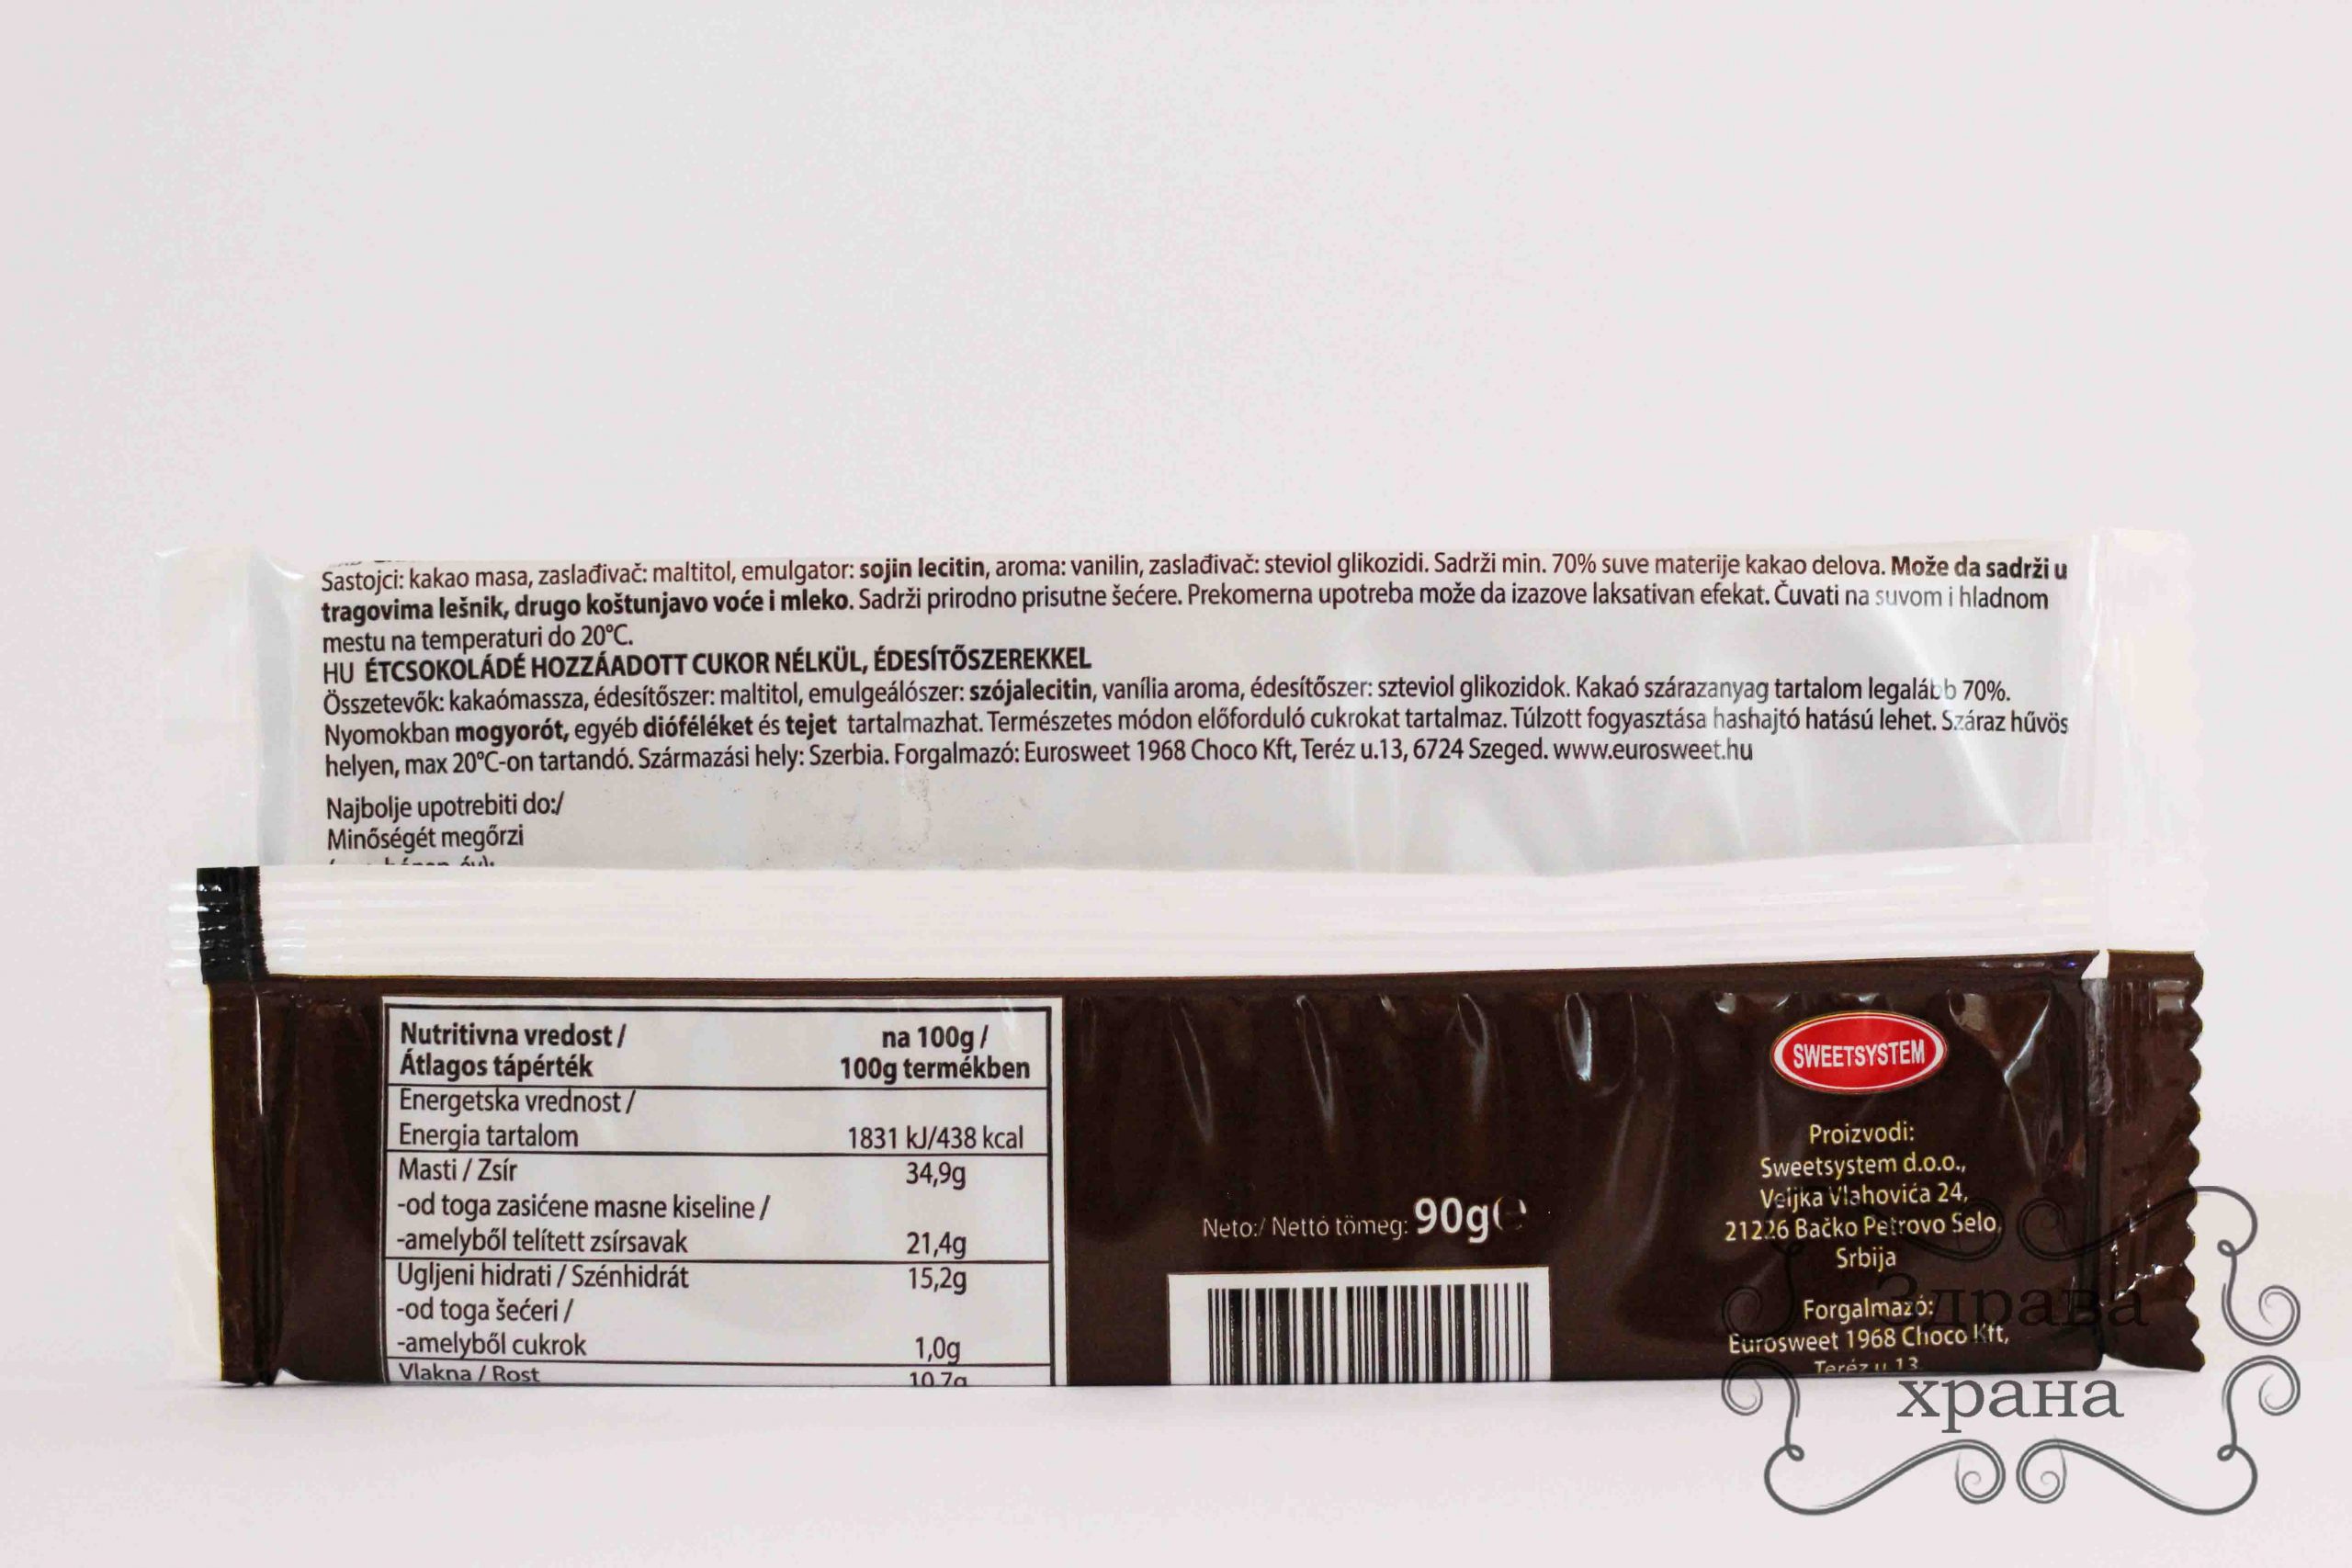 Sastojci: kakao masa, zaslađivač: maltitol, emulgator: sojin lecitin, aroma: vanilin, zaslađivač: steviol glikozidi. Sadrži min. 70% suve materije kakao delova. Može da sadrži u
tragovima lešnik, drugo koštunjavo voće i mleko. Sadrži prirodno prisutne šećere. Prekomerna upotreba može da izazove laksativan efekat. Čuvati na suvom i hladnom
mestu na temperaturi do 20°C.
HU ÉTCSOKOLÁDÉ HOZZÁADOTT CUKOR NÉLKÜL, ÉDESÍTŐSZEREKKEL
Összetevők: kakaómassza, édesítőszer: maltitol, emulgeálószer: szójalecitin, vanília aroma, édesítőszer: szteviol glikozidok. Kakaó szárazanyag tartalom legalább 70%.
Nyomokban mogyorót, egyéb dióféléket és tejet tartalmazhat. Természetes módon előforduló cukrokat tartalmaz. Túlzott fogyasztása hashajtó hatású lehet. Száraz hűvös
helyen, max 20°C-on tartandó. Származási hely: Szerbia. Forgalmazó: Eurosweet 1968 Choco Kft, Teréz u.13, 6724 Szeged. www.eurosweet.hu
Najbolje upotrebiti do:/
Minőségét megőrzi
Nutritivna vredost / na 100g /
Átlagos tápérték 100g termékben
Energetska vrednost /
Energia tartalom 1831 kJ/438 kcal
Masti / Zsír 34,9g
-od toga zasićene masne kiseline /
-amelyből telített zsírsavak 21,4g
Ugljeni hidrati / Szénhidrát 15,2g
-od toga šećeri /
-amelyből cukrok 1,0g
Vlakna / Rost 10,7g
Neto:/ Nettó tömeg: 90g℮
SWEETSYSTEM
Proizvodi:
Sweetsystem d.o.o.,
Veljka Vlahovića 24,
21226 Bačko Petrovo Selo,
Srbija
Forgalmazó:
Eurosweet 1968 Choco Kft,
Teréz u 13.
Здрава
храна